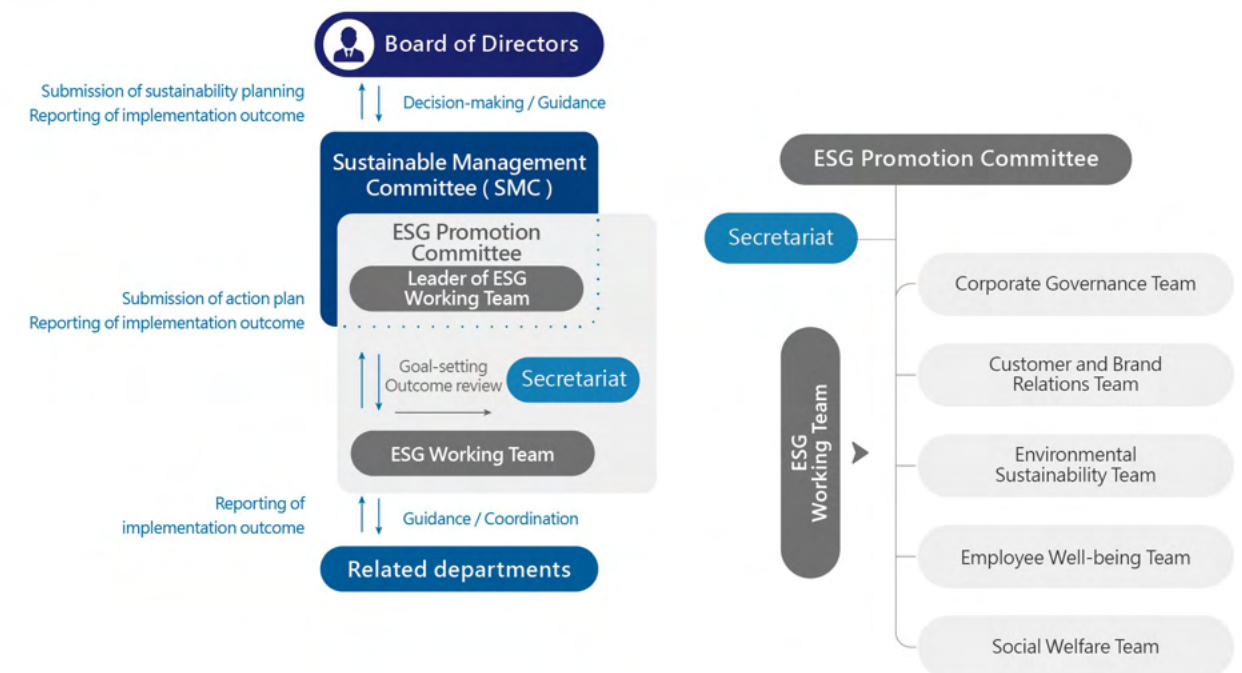 Board of Directors
Submission of sustainability planning
Reporting of implementation outcome
Decision-making / Guidance
Sustainable Management
Committee ( SMC )
ESG Promotion
Committee
Leader of ESG
Working Team
Submission of action plan
Reporting of implementation outcome
Goal-setting
Outcome review
Secretariat
ESG Working Team
Reporting of
implementation outcome
Guidance / Coordination
Related departments
ESG Promotion Committee
Secretariat
ESG
Working Team
Corporate Governance Team
Customer and Brand
Relations Team
Environmental
Sustainability Team
Employee Well-being Team
Social Welfare Team